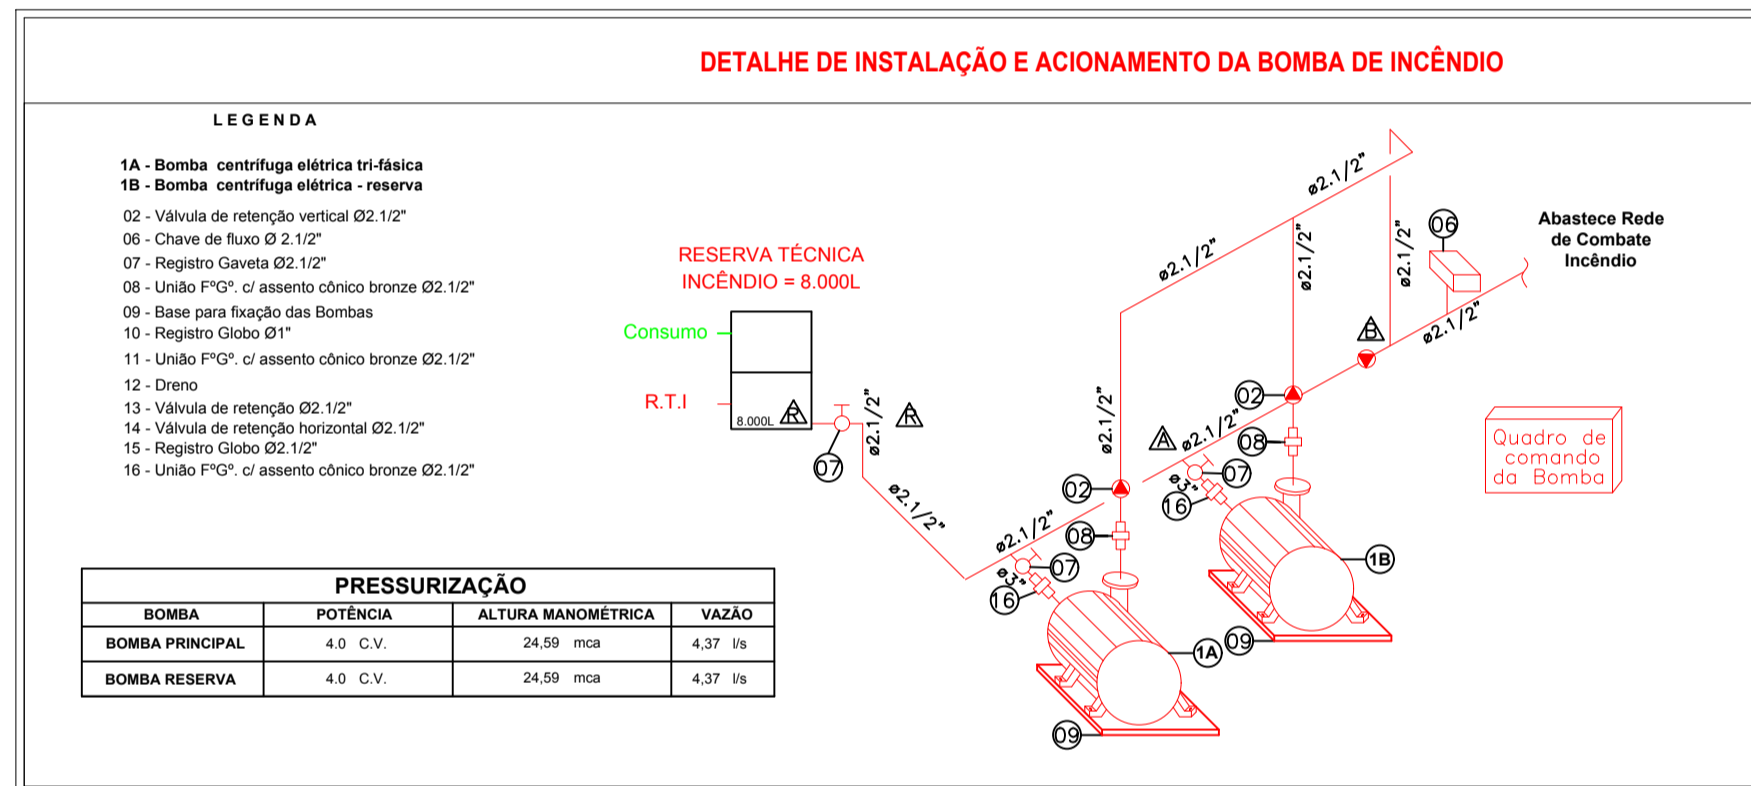 DETALHE DE INSTALAÇÃO E ACIONAMENTO DA BOMBA DE INCÊNDIO
LEGENDA
1A - Bomba centrífuga elétrica tri-fásica
1B - Bomba centrífuga elétrica - reserva
02 - Válvula de retenção vertical Ø2.1/2"
06 - Chave de fluxo Ø 2.1/2"
07 - Registro Gaveta Ø2.1/2"
08 - União FºGº. c/ assento cônico bronze Ø2.1/2"
09 - Base para fixação das Bombas
10 - Registro Globo Ø1"
11 - União FºGº. c/ assento cônico bronze Ø2.1/2"
12 - Dreno
13 - Válvula de retenção Ø2.1/2"
14 - Válvula de retenção horizontal Ø2.1/2"
15 - Registro Globo Ø2.1/2"
16 - União FºGº. c/ assento cônico bronze Ø2.1/2"
RESERVA TÉCNICA
INCÊNDIO = 8.000L
Consumo
R.T.I
8.000L
R
07
ø2.1/2"
R
ø2.1/2"
ø2.1/2"
ø2.1/2"
ø2.1/2"
ø2.1/2"
ø2.1/2"
ø2.1/2"
06
Abastece Rede
de Combate
Incêndio
B
ø2.1/2"
02
A
ø2.1/2"
08
07
ø3"
16
1B
09
02
08
07
ø3"
16
1A
09
Quadro de
comando
da Bomba
PRESSURIZAÇÃO
BOMBA POTÊNCIA ALTURA MANOMÉTRICA VAZÃO
BOMBA PRINCIPAL 4.0 C.V. 24,59 mca 4,37 l/s
BOMBA RESERVA 4.0 C.V. 24,59 mca 4,37 l/s